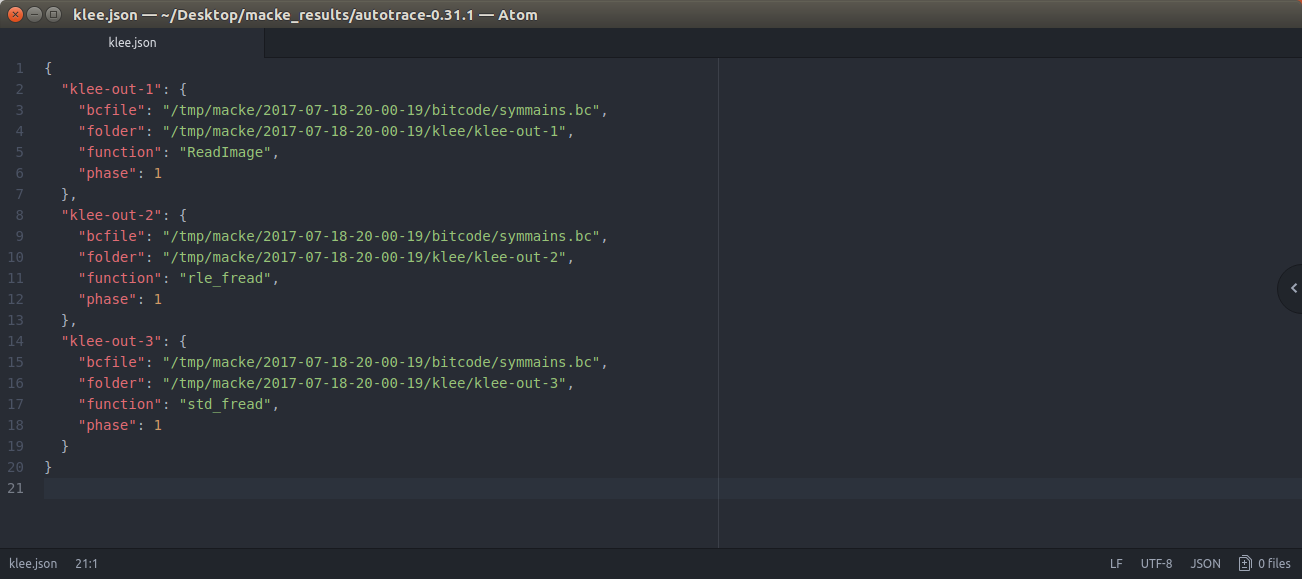 klee.json — ~/Desktop/macke_results/autotrace-0.31.1 — Atom
klee.json
1 {
2   "klee-out-1": {
3     "bcfile": "/tmp/macke/2017-07-18-20-00-19/bitcode/symmains.bc",
4     "folder": "/tmp/macke/2017-07-18-20-00-19/klee/klee-out-1",
5     "function": "ReadImage",
6     "phase": 1
7   },
8   "klee-out-2": {
9     "bcfile": "/tmp/macke/2017-07-18-20-00-19/bitcode/symmains.bc",
10     "folder": "/tmp/macke/2017-07-18-20-00-19/klee/klee-out-2",
11     "function": "rle_fread",
12     "phase": 1
13   },
14   "klee-out-3": {
15     "bcfile": "/tmp/macke/2017-07-18-20-00-19/bitcode/symmains.bc",
16     "folder": "/tmp/macke/2017-07-18-20-00-19/klee/klee-out-3",
17     "function": "std_fread",
18     "phase": 1
19   }
20 }
21
klee.json 21:1 LF UTF-8 JSON 0 files